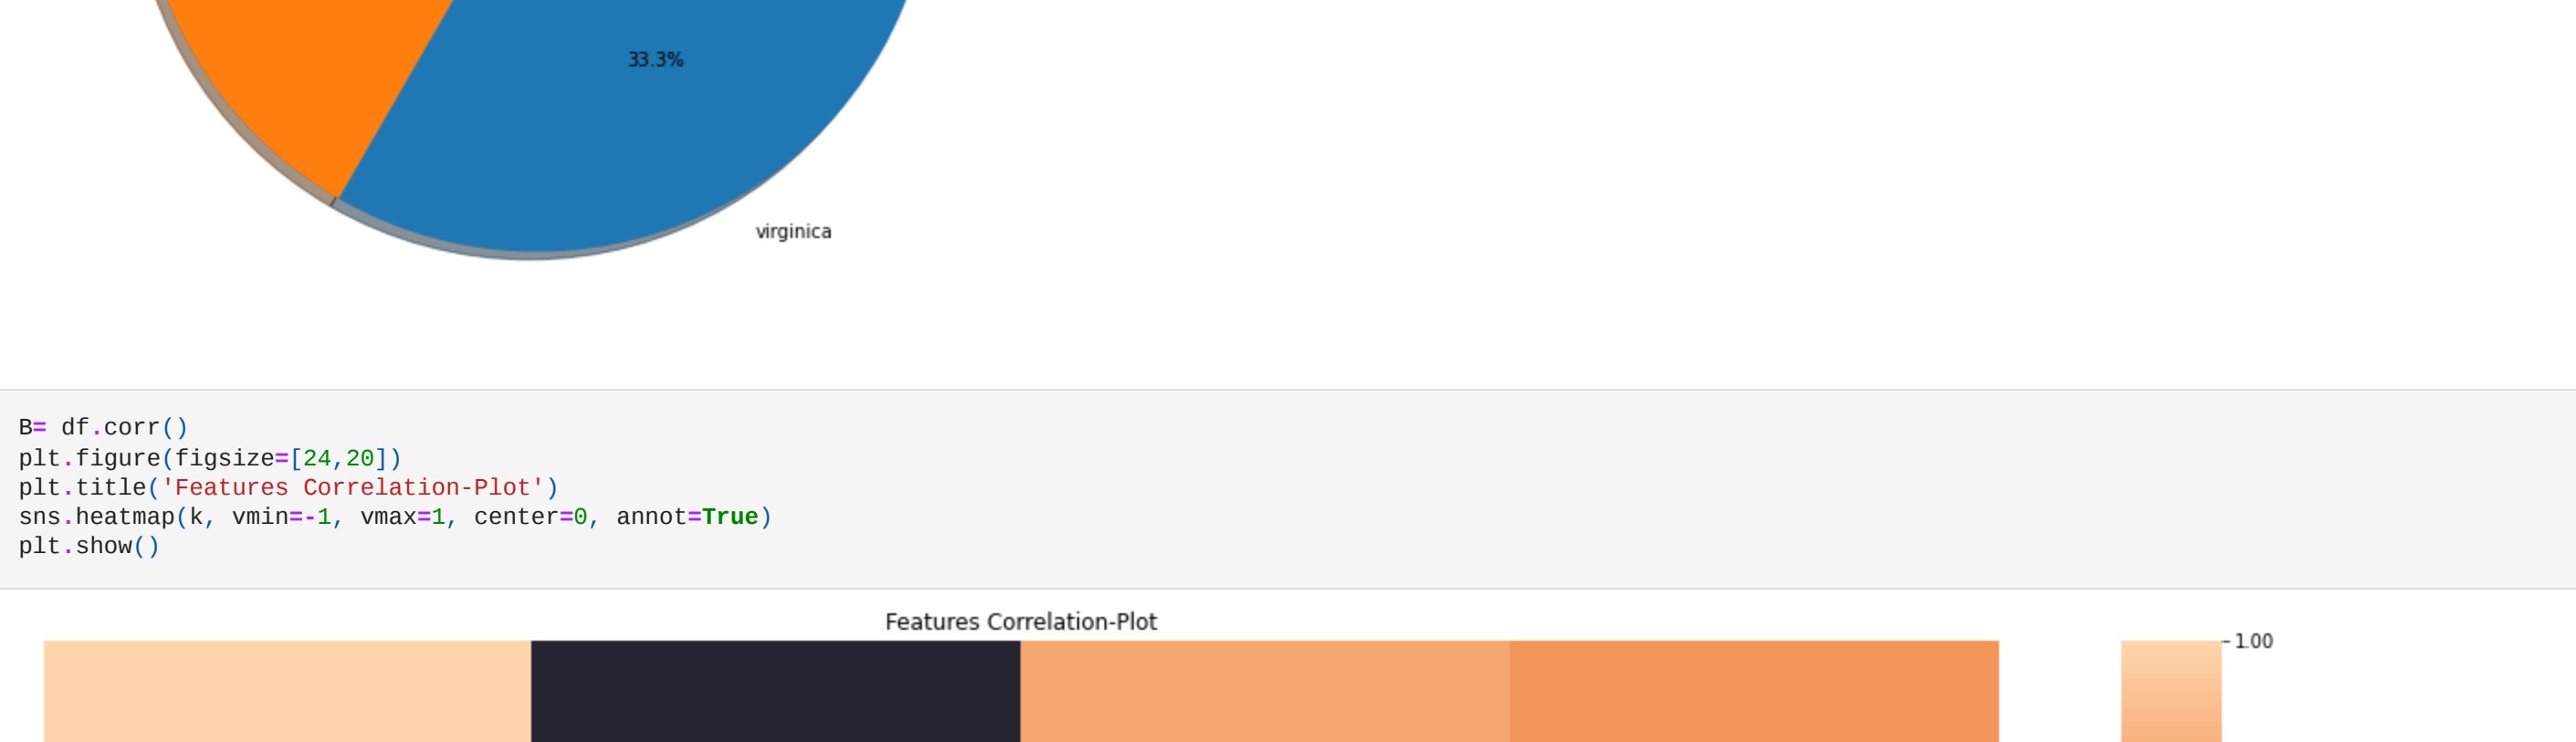 33.3%
virginica
B= df.corr()
plt.figure(figsize=[24,20])
plt.title('Features Correlation-Plot')
sns.heatmap(k, vmin=-1, vmax=1, center=0, annot=True)
plt.show()
Features Correlation-Plot
1.00